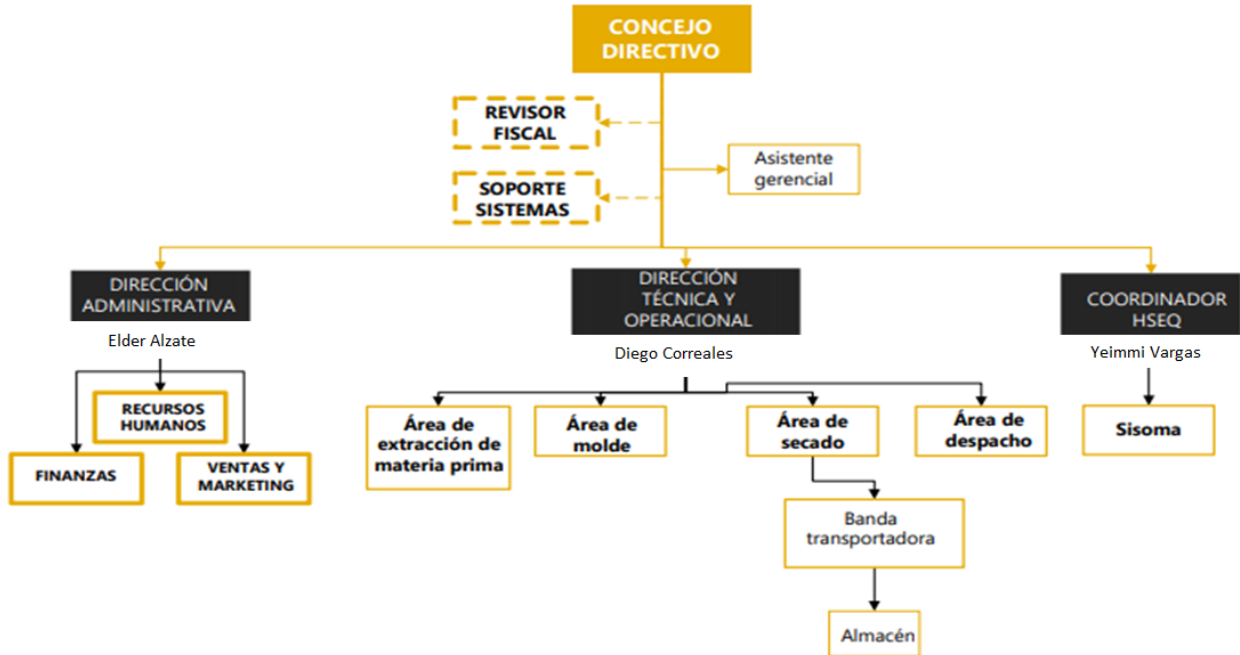 CONCEJO
DIRECTIVO
REVISOR
FISCAL
Asistente
gerencial
SOPORTE
SISTEMAS
DIRECCIÓN
ADMINISTRATIVA
Elder Alzate
DIRECCIÓN
TÉCNICA Y
OPERACIONAL
Diego Correales
COORDINADOR
HSEQ
Yeimmi Vargas
RECURSOS
HUMANOS
FINANZAS
VENTAS Y
MARKETING
Área de
extracción de
materia prima
Área de
molde
Área de
secado
Área de
despacho
Sisoma
Banda
transportadora
Almacén